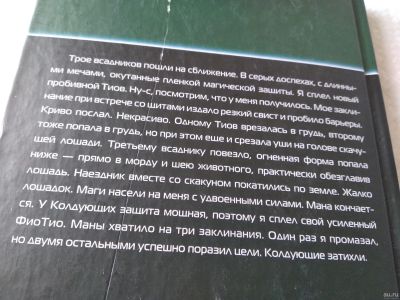 Трое всадников пошли на сближение. В серых доспехах, с длинны-
ми мечами, окутанные пленкой магической защиты. Я сплел новый
пробивной Тиов. Ну-с, посмотрим, что у меня получилось. Мое закли-
нание при встрече со щитами издало резкий свист и пробило барьеры.
Криво послал. Некрасиво. Одному Тиов врезалась в грудь, второму
тоже попала в грудь, но при этом еще и срезала уши на голове скачу-
щей лошади. Третьему всаднику повезло, огненная форма попала
ниже — прямо в морду и шею животного, практически обезглавив
лошадь. Наездник вместе со скакуном покатились по земле. Жалко
лошадок. Маги насели на меня с удвоенными силами. Мана кончает-
ся. У Колдующих защита мощная, поэтому я сплел свой усиленный
ФиоТио. Маны хватило на три заклинания. Один раз я промазал,
но двумя остальными успешно поразил цели. Колдующие затихли.
au.ru